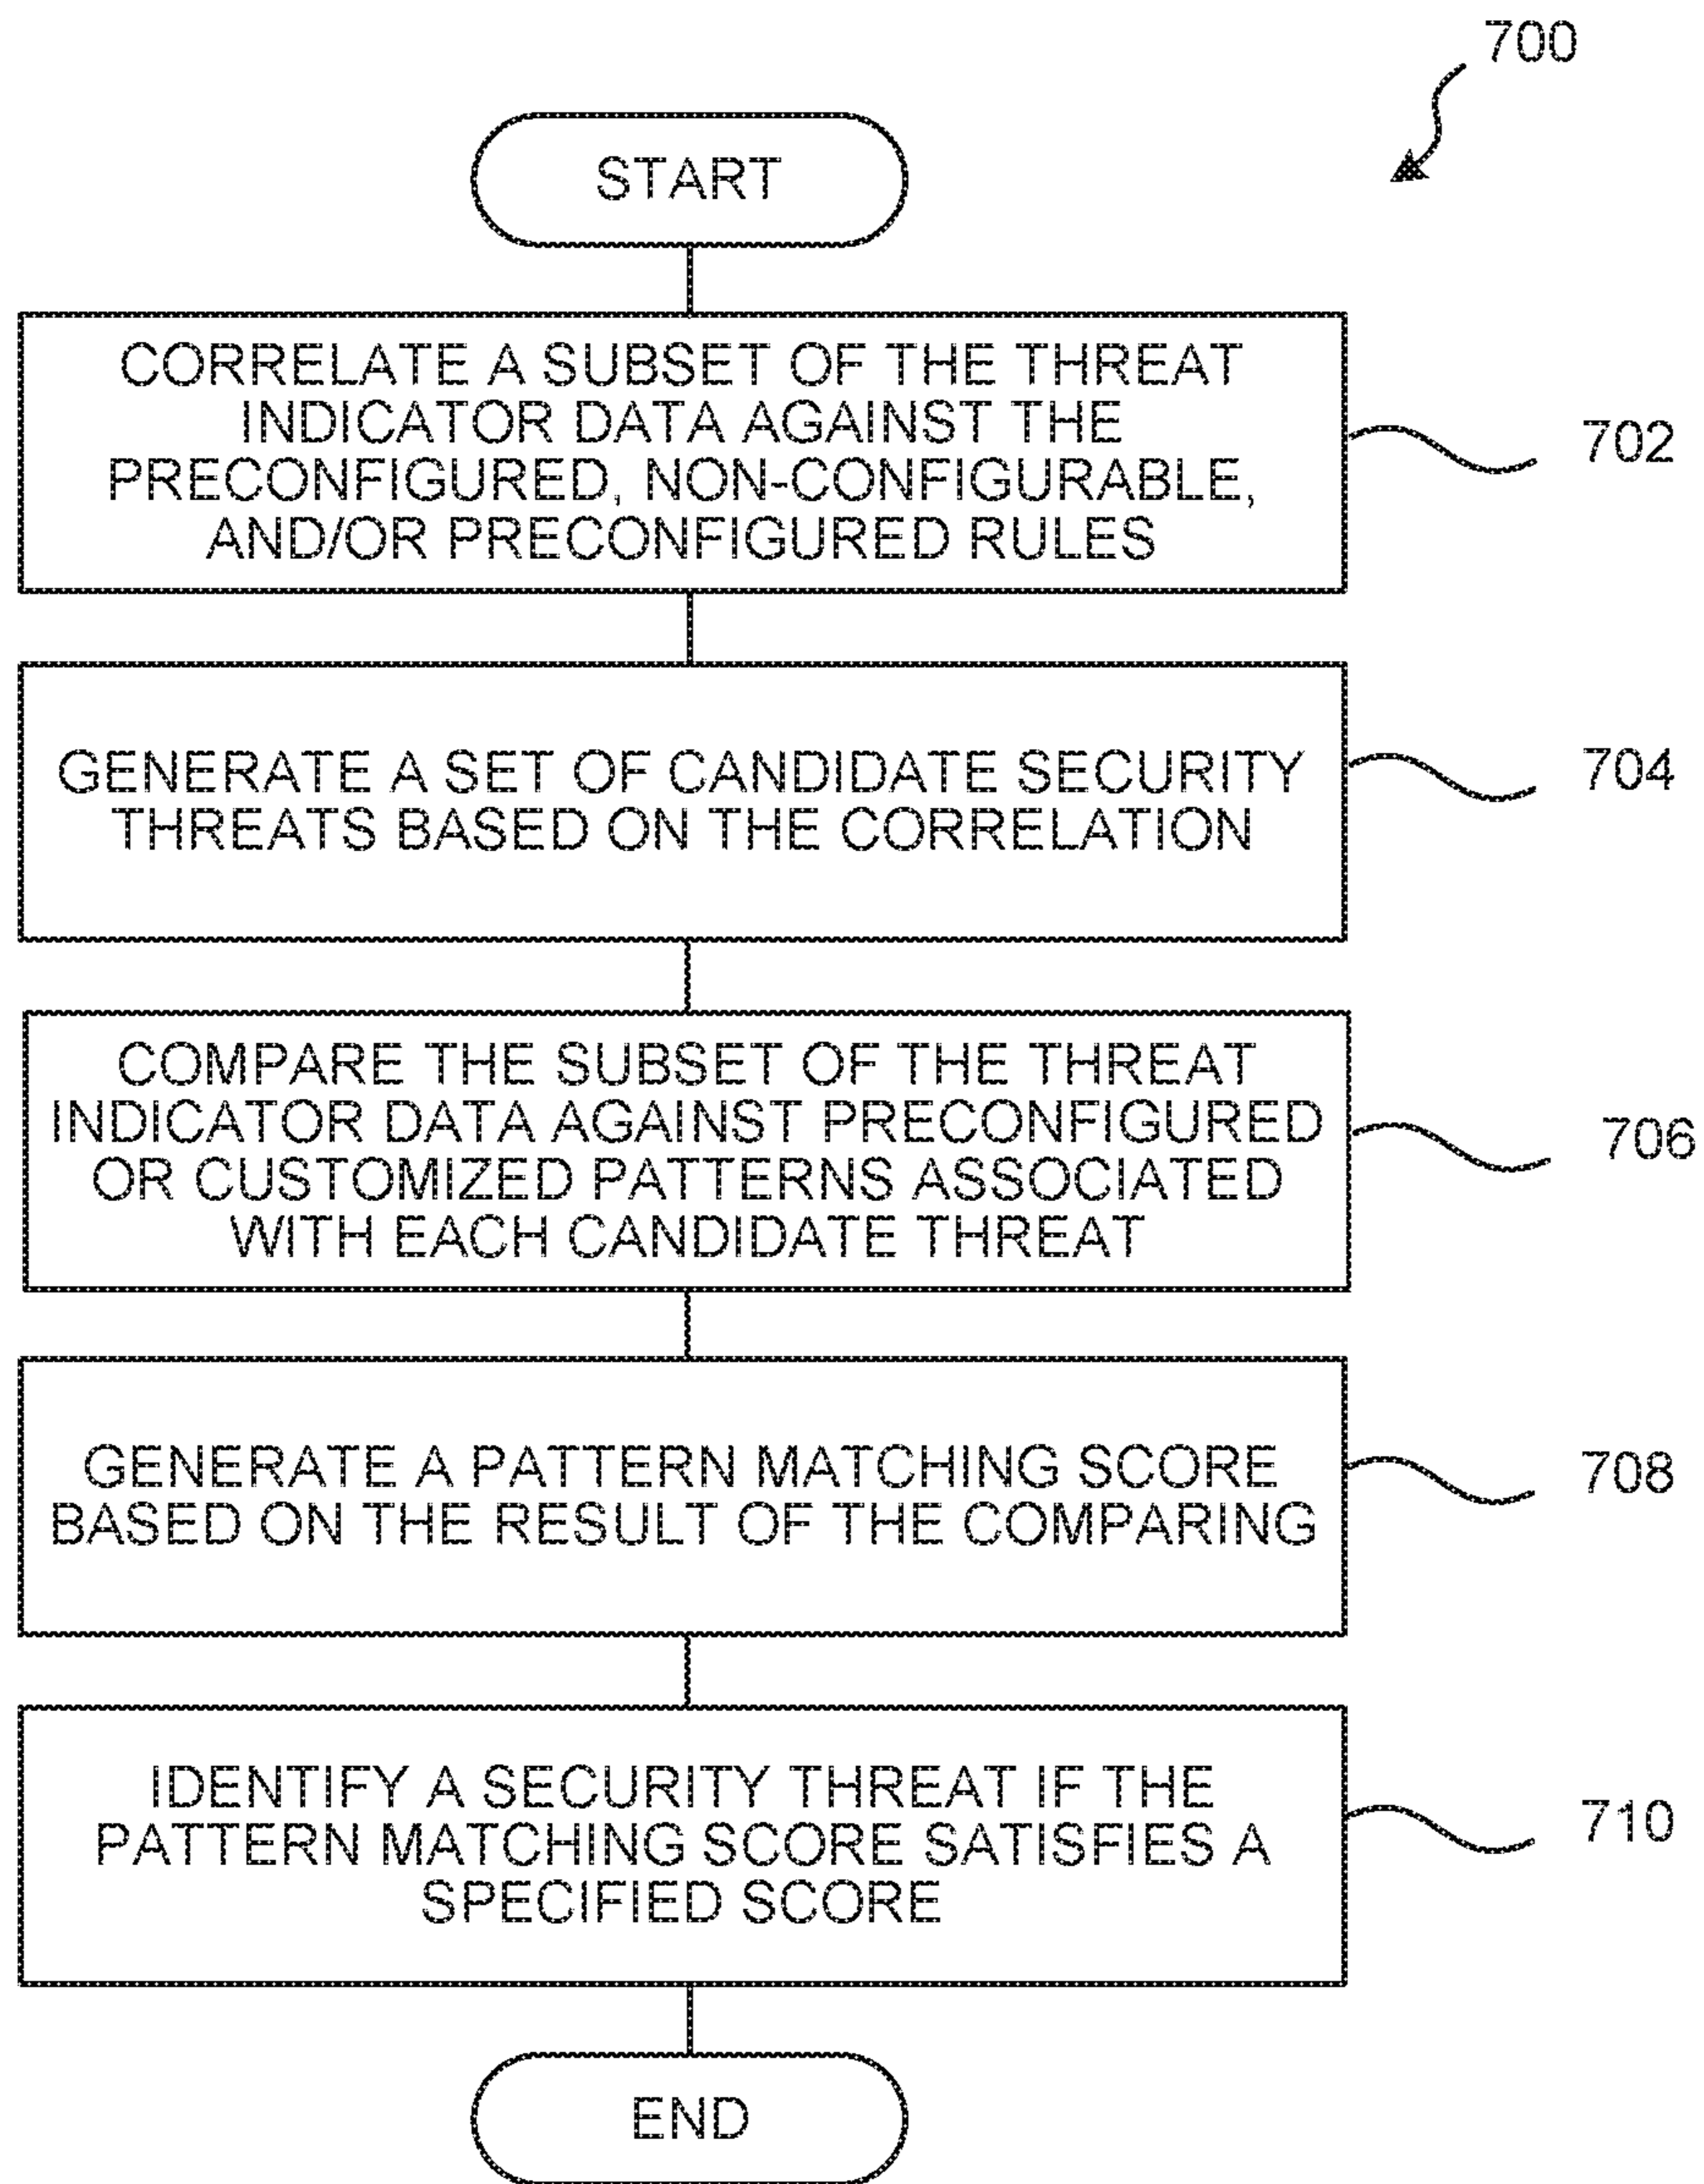 700
START
CORRELATE A SUBSET OF THE THREAT
INDICATOR DATA AGAINST THE
PRECONFIGURED, NON-CONFIGURABLE,
AND/OR PRECONFIGURED RULES
702
GENERATE A SET OF CANDIDATE SECURITY
THREATS BASED ON THE CORRELATION
704
COMPARE THE SUBSET OF THE THREAT
INDICATOR DATA AGAINST PRECONFIGURED
OR CUSTOMIZED PATTERNS ASSOCIATED
WITH EACH CANDIDATE THREAT
706
GENERATE A PATTERN MATCHING SCORE
BASED ON THE RESULT OF THE COMPARING
708
IDENTIFY A SECURITY THREAT IF THE
PATTERN MATCHING SCORE SATISFIES A
SPECIFIED SCORE
710
END